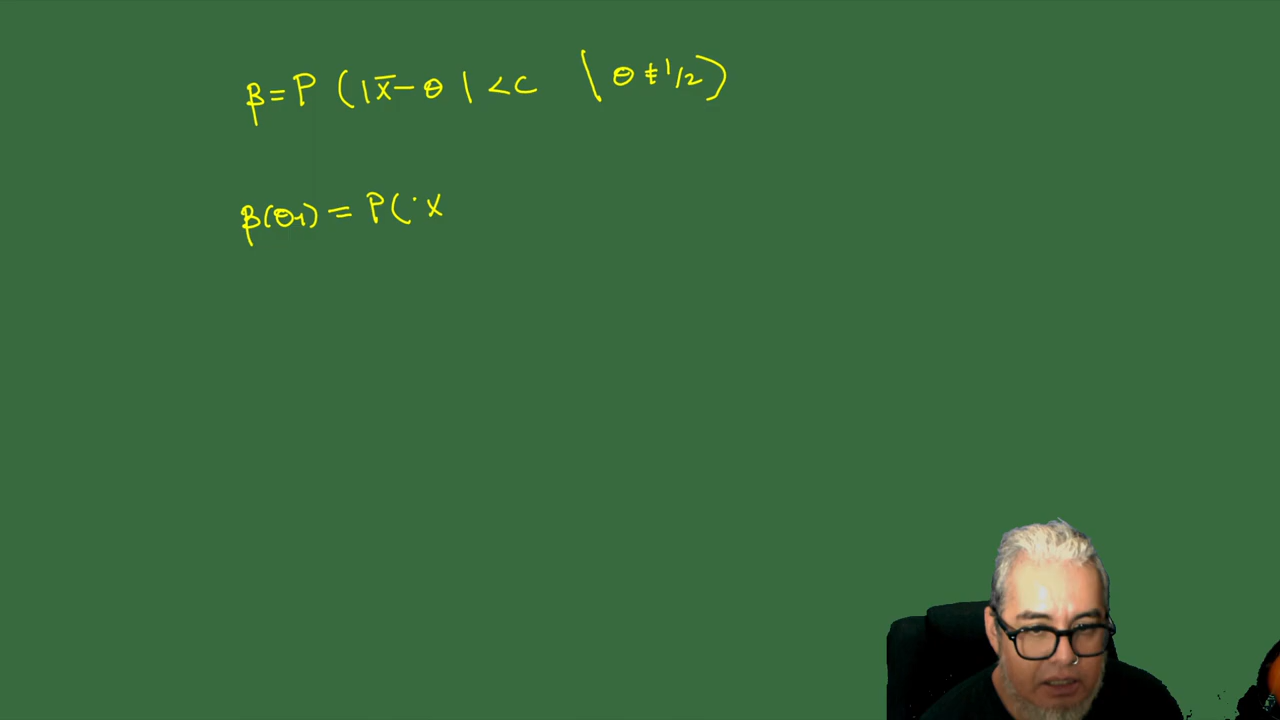 β = P ( | x̄ - θ | < c | θ ≠ 1/2 )
β(θ1) = P( · x